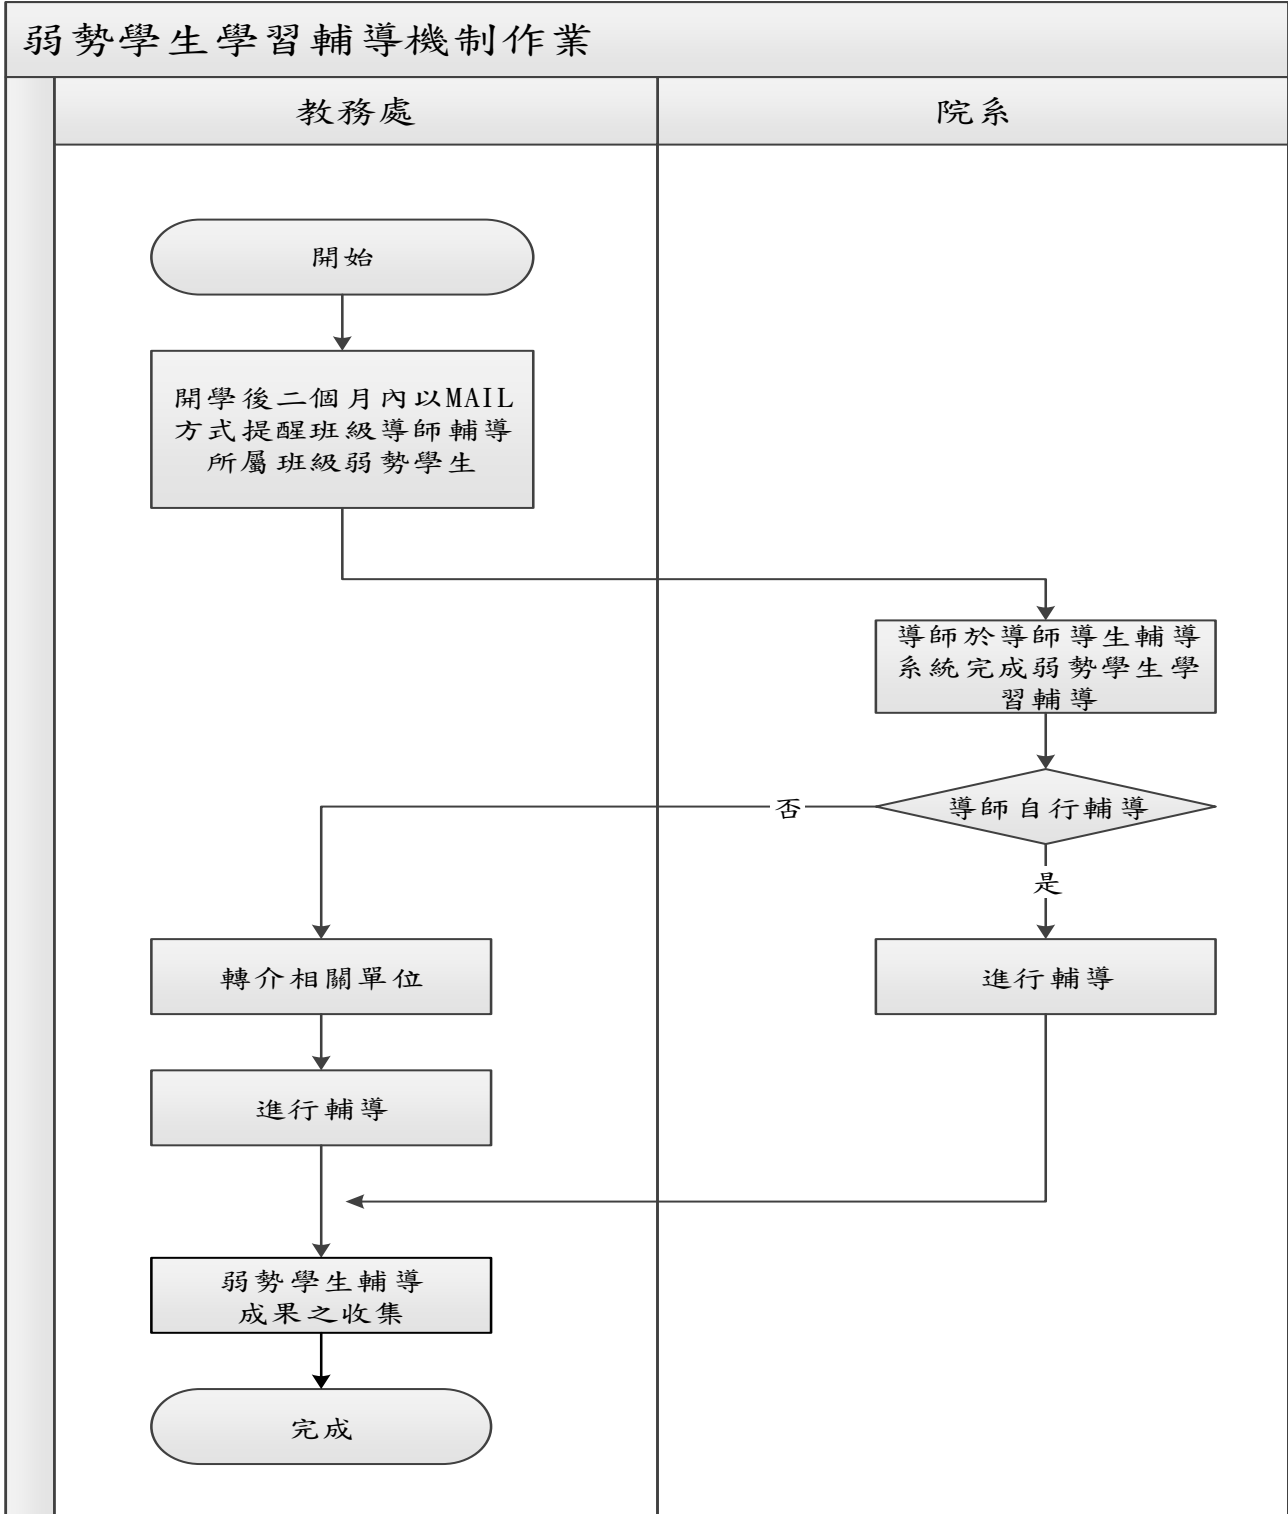 弱勢學生學習輔導機制作業
教務處
院系
開始
開學後二個月內以MAIL
方式提醒班級導師輔導
所屬班級弱勢學生
導師於導師導生輔導
系統完成弱勢學生學
習輔導
導師自行輔導
否
是
轉介相關單位
進行輔導
進行輔導
弱勢學生輔導
成果之收集
完成